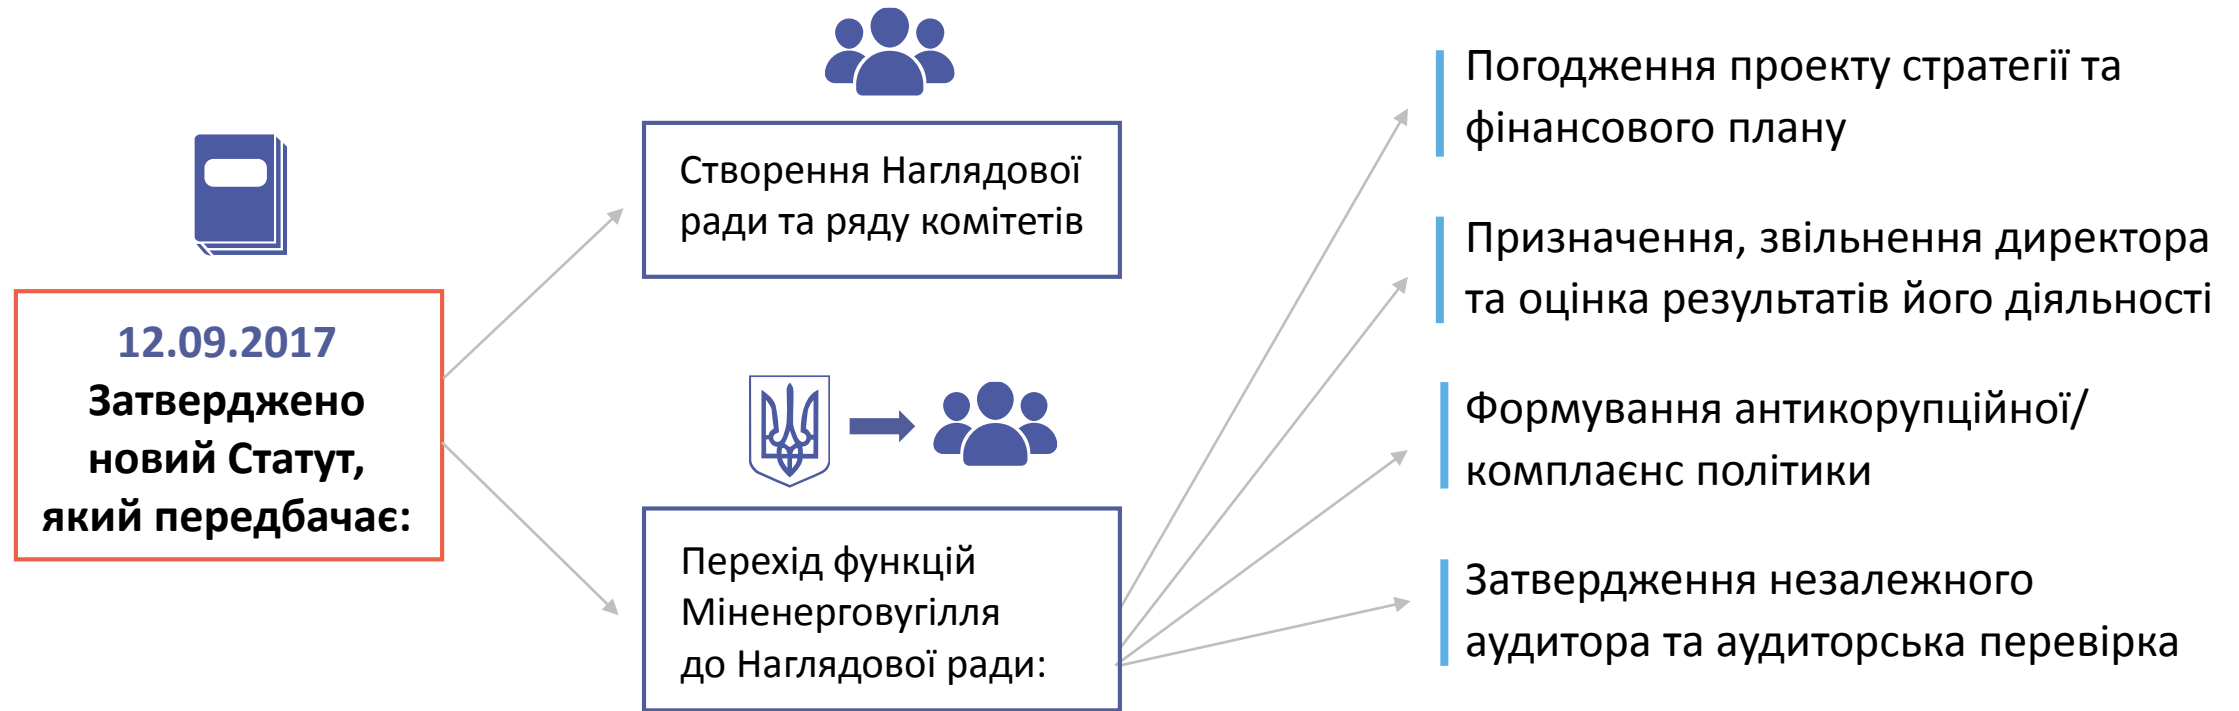 12.09.2017
Затверджено
новий Статут,
який передбачає:
Створення Наглядової
ради та ряду комітетів
Перехід функцій
Міненерговугілля
до Наглядової ради:
Погодження проекту стратегії та
фінансового плану
Призначення, звільнення директора
та оцінка результатів його діяльності
Формування антикорупційної/
комплаєнс політики
Затвердження незалежного
аудитора та аудиторська перевірка